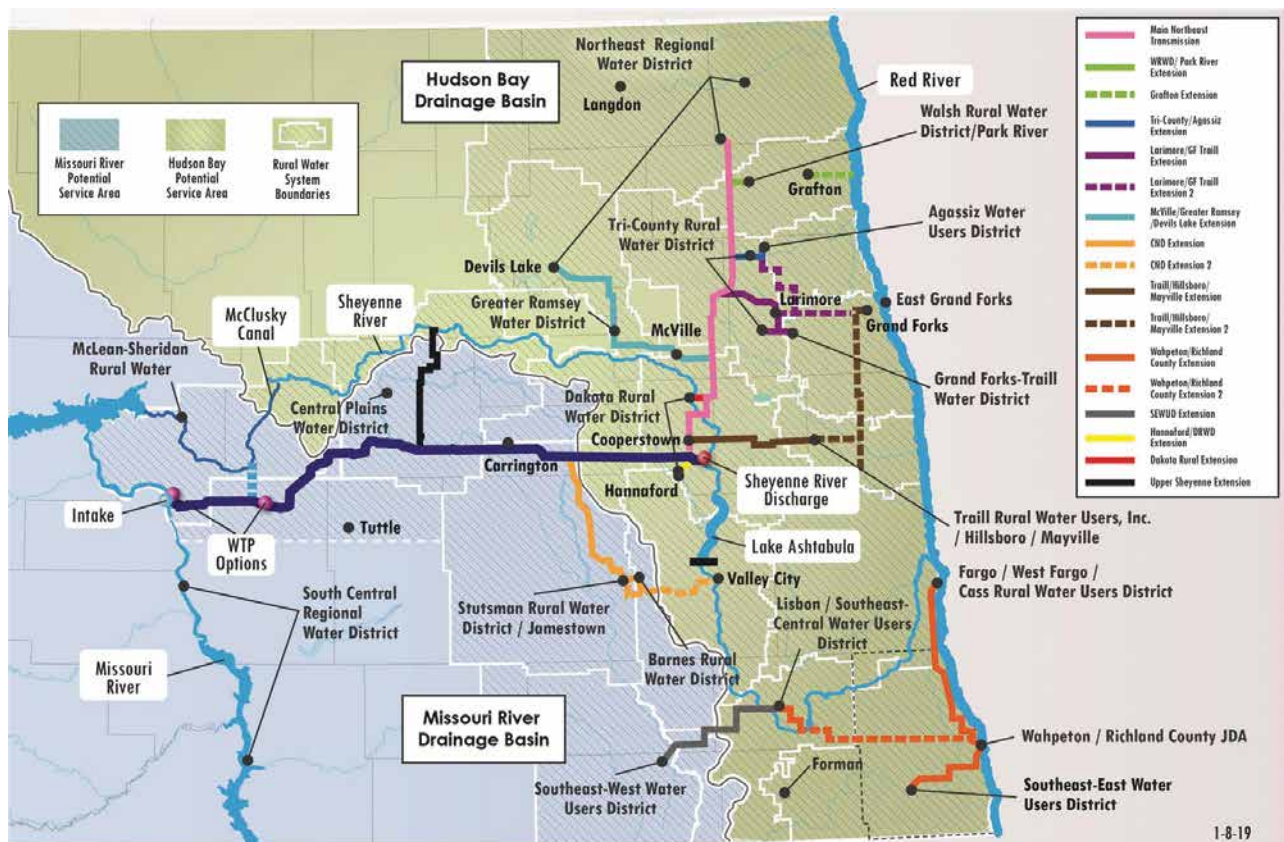 Hudson Bay
Drainage Basin
Missouri River
Potential
Service Area
Hudson Bay
Potential
Service Area
Rural Water
System
Boundaries
Northeast Regional
Water District
Langdon
Red River
Walsh Rural Water
District/Park River
Grafton
Agassiz Water
Users District
Tri-County Rural
Water District
Devils Lake
Larimore
East Grand Forks
Grand Forks
Greater Ramsey
Water District
McVille
Sheyenne
River
McClusky
Canal
McLean-Sheridan
Rural Water
Central Plains
Water District
Dakota Rural
Water District
Grand Forks-Traill
Water District
Cooperstown
Carrington
Hannaford
Sheyenne River
Discharge
Intake
WTP
Options
Tuttle
Traill Rural Water Users, Inc.
/ Hillsboro / Mayville
Lake Ashtabula
Valley City
Fargo / West Fargo /
Cass Rural Water Users District
South Central
Regional
Water District
Stutsman Rural Water
District / Jamestown
Lisbon / Southeast-
Central Water Users
District
Barnes Rural
Water District
Missouri
River
Missouri River
Drainage Basin
Wahpeton / Richland County JDA
Forman
Southeast-West Water
Users District
Southeast-East Water
Users District
Main Northeast
Transmission
WRWD/ Park River
Extension
Grafton Extension
Tri-County/Agassiz
Extension
Larimore/GF Traill
Extension
Larimore/GF Traill
Extension 2
McVille/Greater Ramsey
/Devils Lake Extension
CND Extension
CND Extension 2
Traill/Hillsboro/
Mayville Extension
Traill/Hillsboro/
Mayville Extension 2
Wahpeton/Richland
County Extension
Wahpeton/Richland
County Extension 2
SEWUD Extension
Hannaford/DRWD
Extension
Dakota Rural Extension
Upper Sheyenne Extension
1-8-19